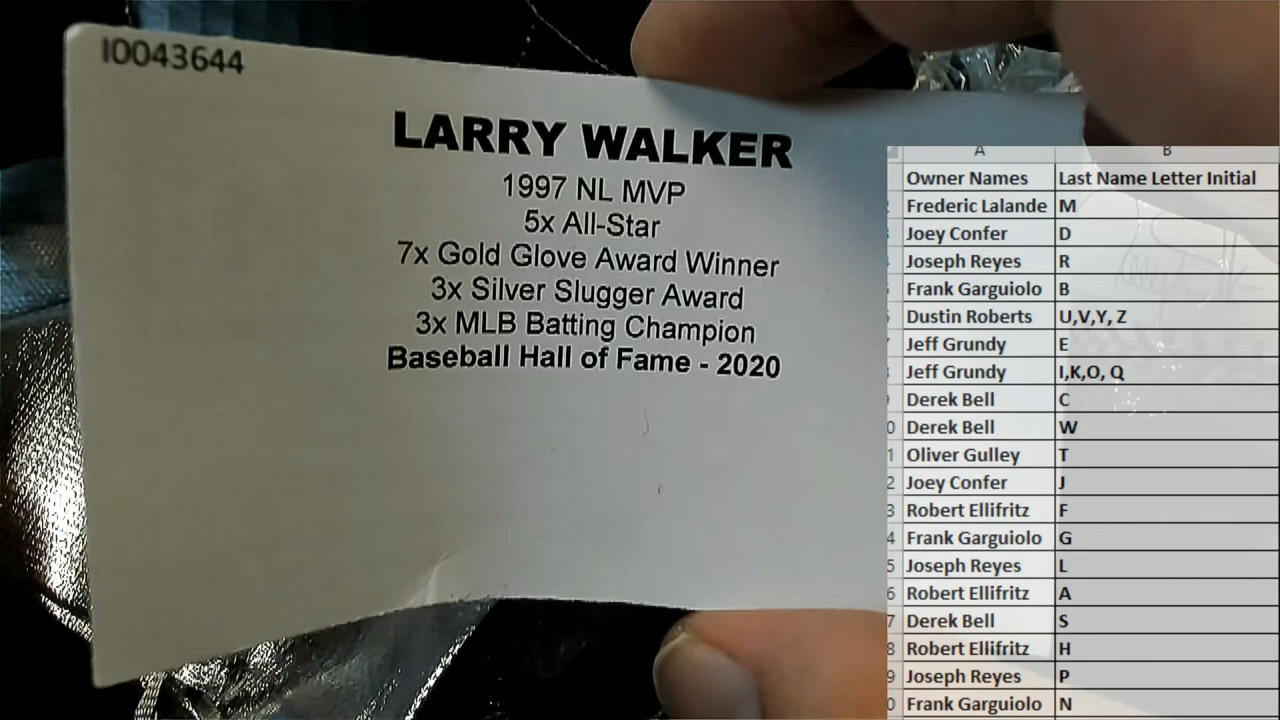 I0043644
LARRY WALKER
1997 NL MVP
5x All-Star
7x Gold Glove Award Winner
3x Silver Slugger Award
3x MLB Batting Champion
Baseball Hall of Fame - 2020
A B
Owner Names Last Name Letter Initial
Frederic Lalande M
Joey Confer D
Joseph Reyes R
Frank Garguiolo B
Dustin Roberts U,V,Y, Z
Jeff Grundy E
Jeff Grundy I,K,O, Q
Derek Bell C
Derek Bell W
Oliver Gulley T
Joey Confer J
Robert Ellifritz F
Frank Garguiolo G
Joseph Reyes L
Robert Ellifritz A
Derek Bell S
Robert Ellifritz H
Joseph Reyes P
Frank Garguiolo N